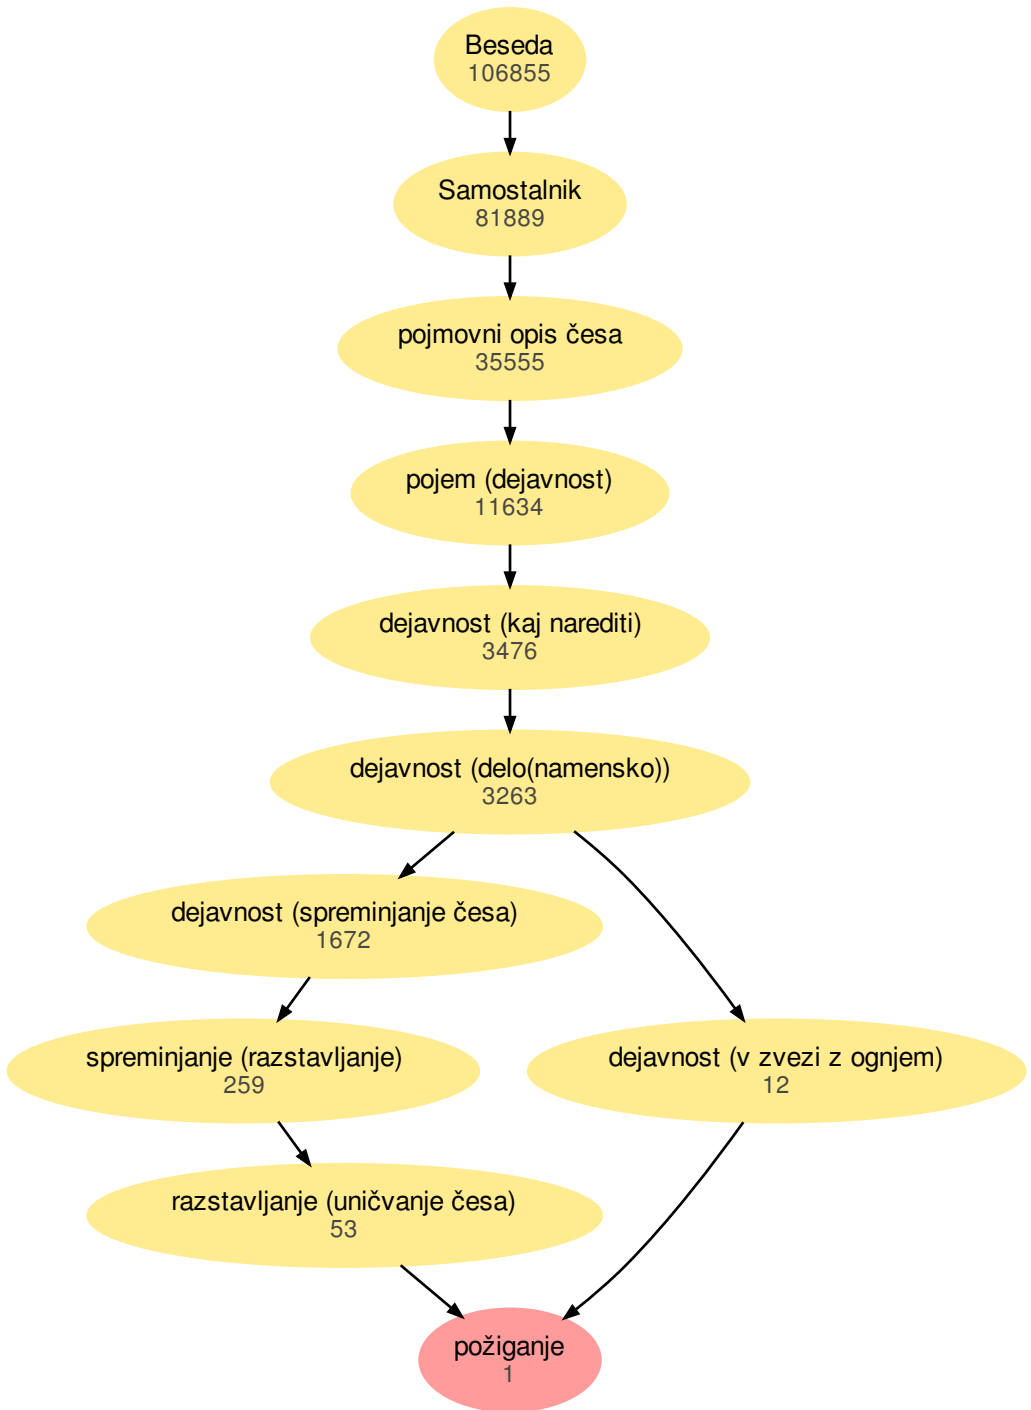 Beseda
106855
Samostalnik
81889
pojmovni opis česa
35555
pojem (dejavnost)
11634
dejavnost (kaj narediti)
3476
dejavnost (delo(namensko))
3263
dejavnost (spreminjanje česa)
1672
spreminjanje (razstavljanje)
259
dejavnost (v zvezi z ognjem)
12
razstavljanje (uničvanje česa)
53
požiganje
1